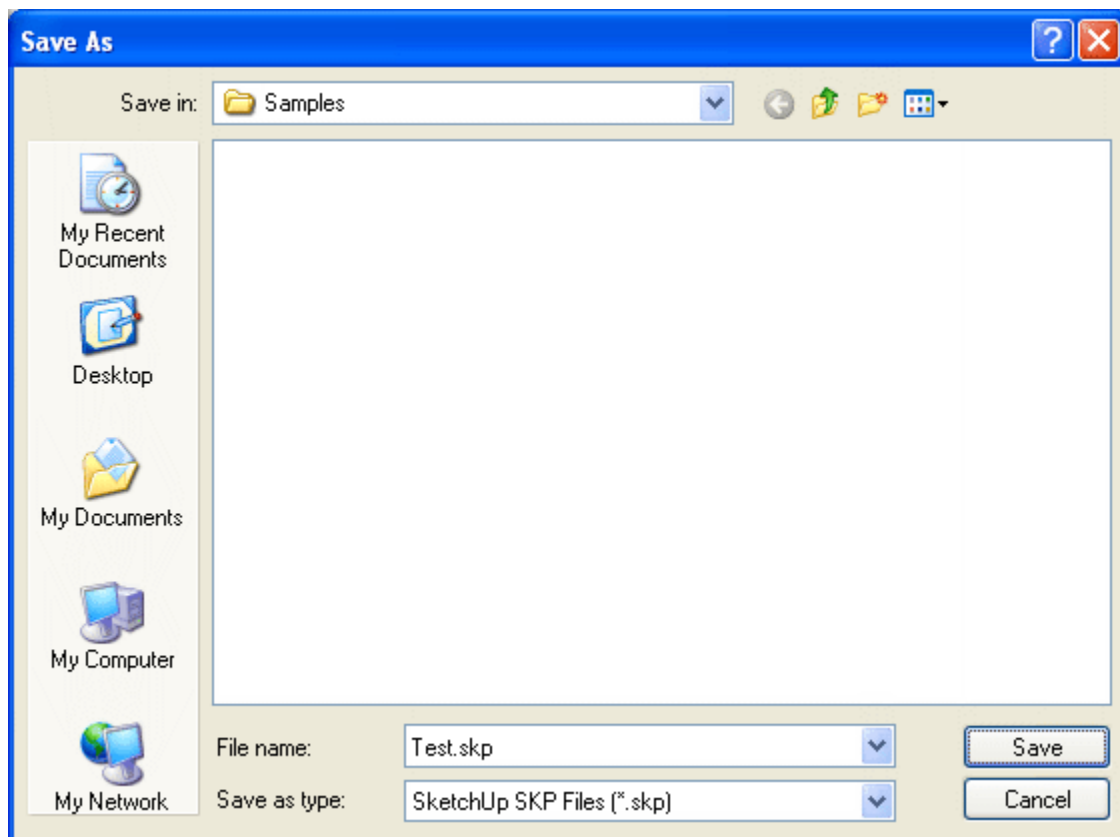 Save As
Save in:
Samples
My Recent
Documents
Desktop
My Documents
My Computer
My Network
File name:
Test.skp
Save
Save as type:
SketchUp SKP Files (*.skp)
Cancel